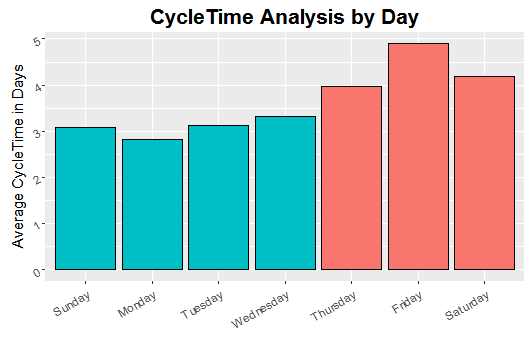 CycleTime Analysis by Day
Average CycleTime in Days
5
4
3
2
1
0
Sunday
Monday
Tuesday
Wednesday
Thursday
Friday
Saturday